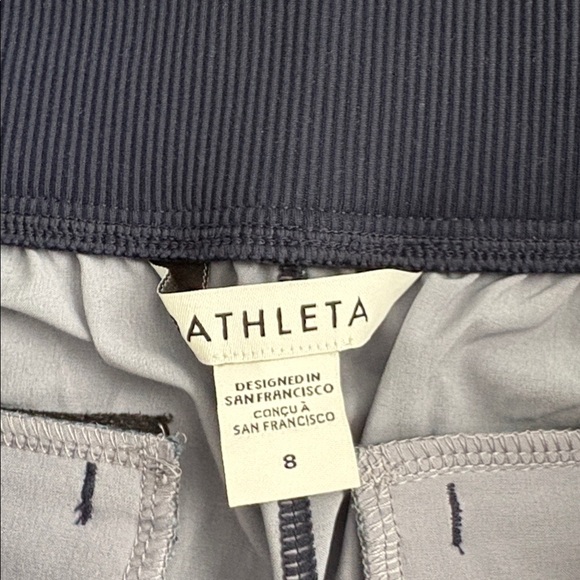 ATHLETA
DESIGNED IN
SAN FRANCISCO
CONÇU À
SAN FRANCISCO
8